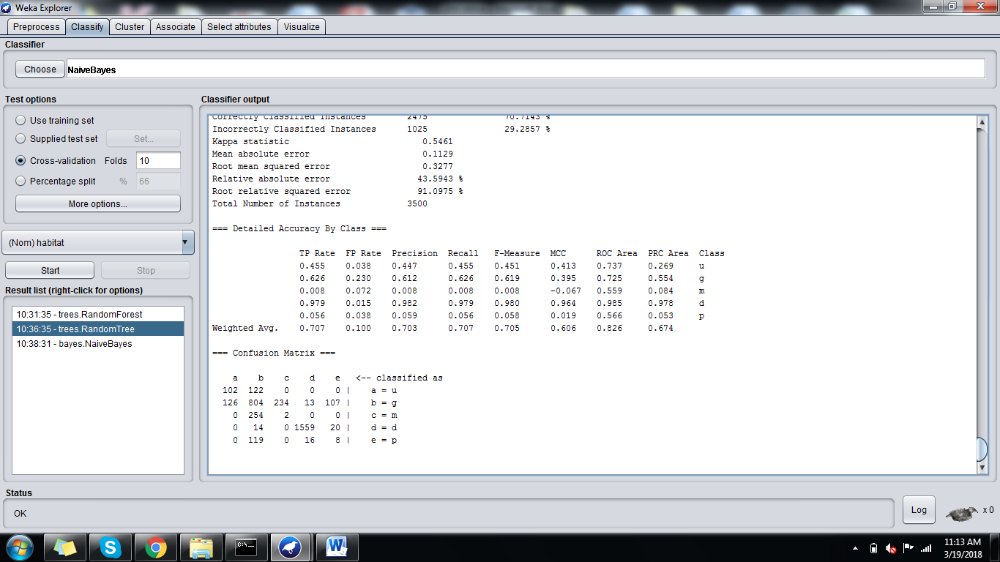 Weka Explorer
Preprocess Classify Cluster Associate Select attributes Visualize
Classifier
Choose NaiveBayes
Test options
Use training set
Supplied test set Set...
Cross-validation Folds 10
Percentage split % 66
More options...
(Nom) habitat
Start Stop
Result list (right-click for options)
10:31:35 - trees.RandomForest
10:36:35 - trees.RandomTree
10:38:31 - bayes.NaiveBayes
Classifier output
Correctly Classified Instances 2475 70.7143 %
Incorrectly Classified Instances 1025 29.2857 %
Kappa statistic 0.5461
Mean absolute error 0.1129
Root mean squared error 0.3277
Relative absolute error 43.5943 %
Root relative squared error 91.0975 %
Total Number of Instances 3500
=== Detailed Accuracy By Class ===
TP Rate FP Rate Precision Recall F-Measure MCC ROC Area PRC Area Class
0.455 0.038 0.447 0.455 0.451 0.413 0.737 0.269 u
0.626 0.230 0.612 0.626 0.619 0.395 0.725 0.554 g
0.008 0.072 0.008 0.008 0.008 -0.067 0.559 0.084 m
0.979 0.015 0.982 0.979 0.980 0.964 0.985 0.978 d
0.056 0.038 0.059 0.056 0.058 0.019 0.566 0.053 p
Weighted Avg. 0.707 0.100 0.703 0.707 0.705 0.606 0.826 0.674
=== Confusion Matrix ===
a b c d e <-- classified as
102 122 0 0 0 | a = u
126 804 234 13 107 | b = g
0 254 2 0 0 | c = m
0 14 0 1559 20 | d = d
0 119 0 16 8 | e = p
Status
OK
Log x 0
C:\
11:13 AM
3/19/2018